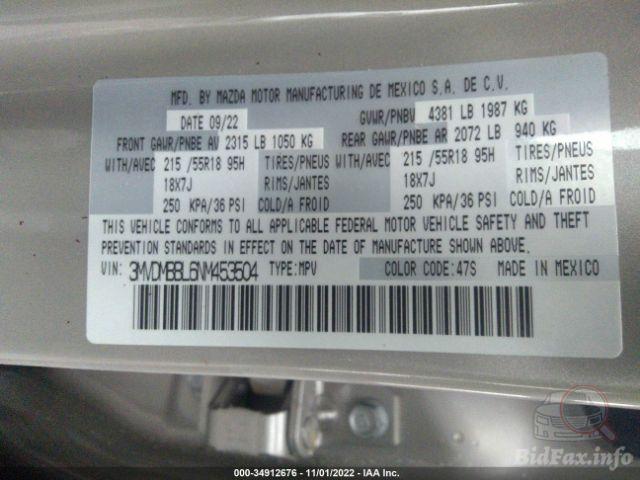 MFD. BY MAZDA MOTOR MANUFACTURING DE MEXICO S.A. DE C.V.
DATE 09/22 GVWR/PNBV 4381 LB 1987 KG
FRONT GAWR/PNBE AV 2315 LB 1050 KG REAR GAWR/PNBE AR 2072 LB 940 KG
WITH/AVEC 215 /55R18 95H TIRES/PNEUS WITH/AVEC 215 /55R18 95H TIRES/PNEUS
18X7J RIMS/JANTES 18X7J RIMS/JANTES
250 KPA/36 PSI COLD/A FROID 250 KPA/36 PSI COLD/A FROID
THIS VEHICLE CONFORMS TO ALL APPLICABLE FEDERAL MOTOR VEHICLE SAFETY AND THEFT
PREVENTION STANDARDS IN EFFECT ON THE DATE OF MANUFACTURE SHOWN ABOVE.
VIN: 3MVDMBBL6NM453504 TYPE:MPV COLOR CODE:47S MADE IN MEXICO
BidFax.info
000-34912676 - 11/01/2022 - IAA Inc.